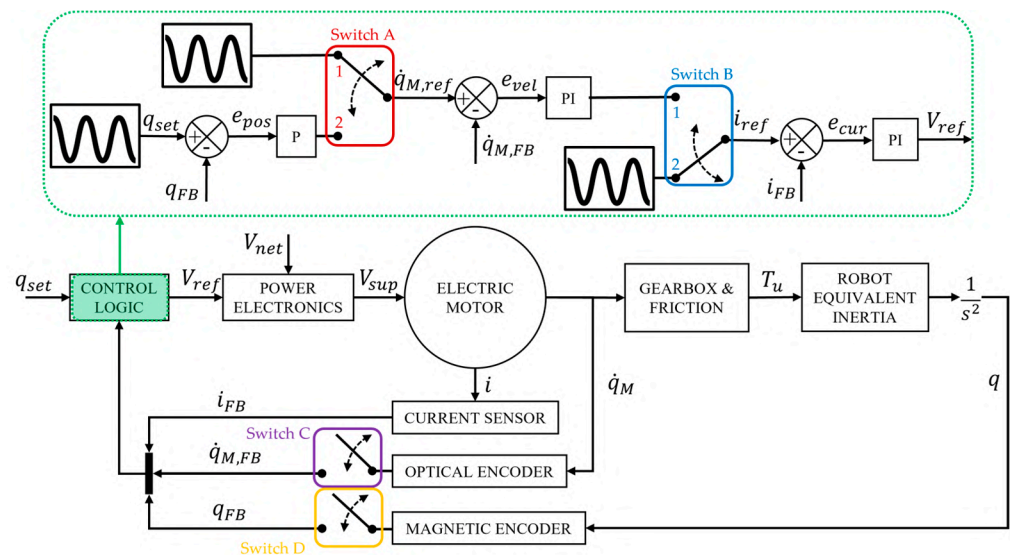 Switch A
1
q̇M,ref
evel
PI
Switch B
1
iref
ecur
PI
Vref
qset
epos
P
2
+
-
+
-
+
-
q̇M,FB
2
qFB
iFB
Vnet
qset
CONTROL
LOGIC
Vref
POWER
ELECTRONICS
Vsup
ELECTRIC
MOTOR
GEARBOX &
FRICTION
Tu
ROBOT
EQUIVALENT
INERTIA
1
s²
i
q̇M
q
iFB
CURRENT SENSOR
Switch C
q̇M,FB
OPTICAL ENCODER
qFB
MAGNETIC ENCODER
Switch D